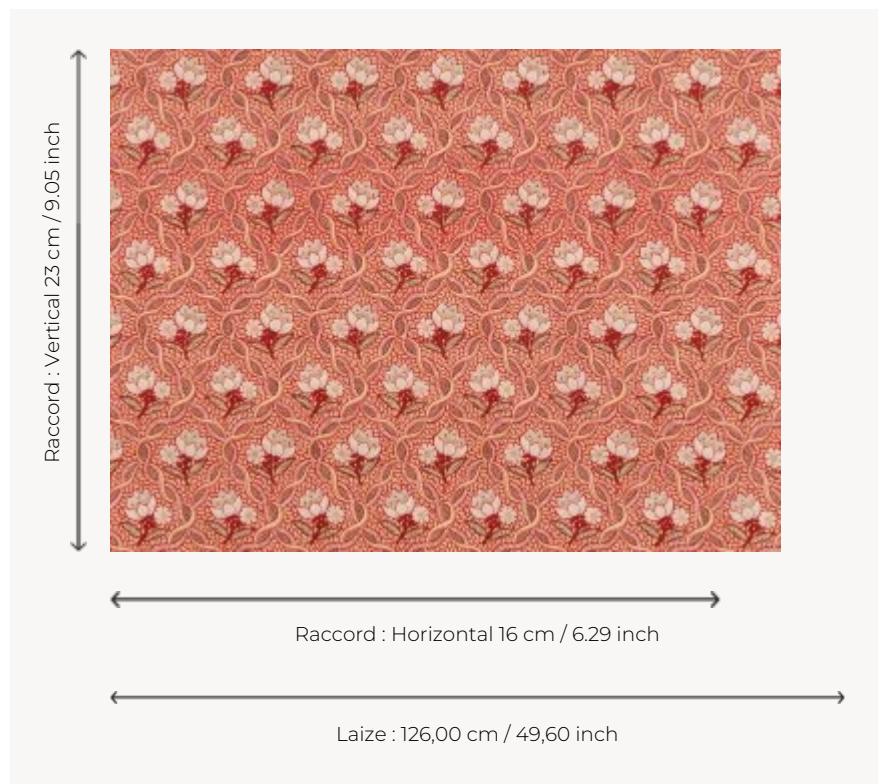 Raccord : Vertical 23 cm / 9.05 inch
Raccord : Horizontal 16 cm / 6.29 inch
Laize : 126,00 cm / 49,60 inch